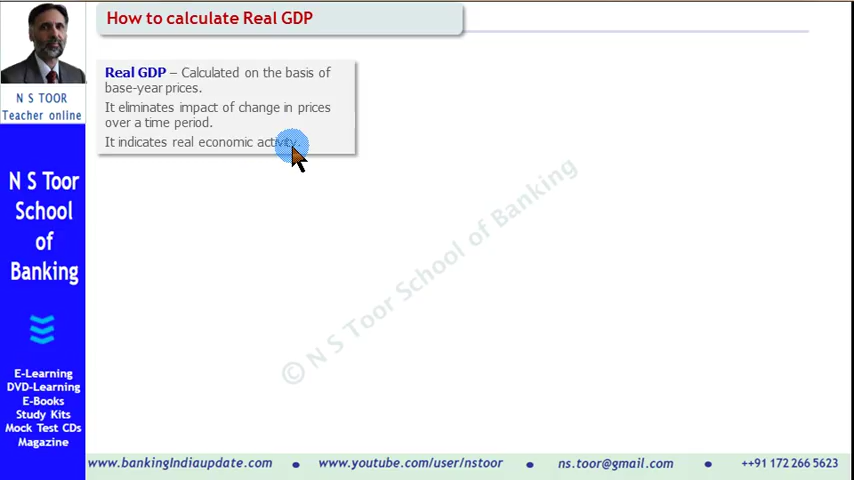 How to calculate Real GDP
Real GDP – Calculated on the basis of
base-year prices.
It eliminates impact of change in prices
over a time period.
It indicates real economic activity.
N S TOOR
Teacher online
N S Toor
School
of
Banking
E-Learning
DVD-Learning
E-Books
Study Kits
Mock Test CDs
Magazine
© N S Toor School of Banking
www.bankingIndiaupdate.com • www.youtube.com/user/nstoor • ns.toor@gmail.com • ++91 172 266 5623